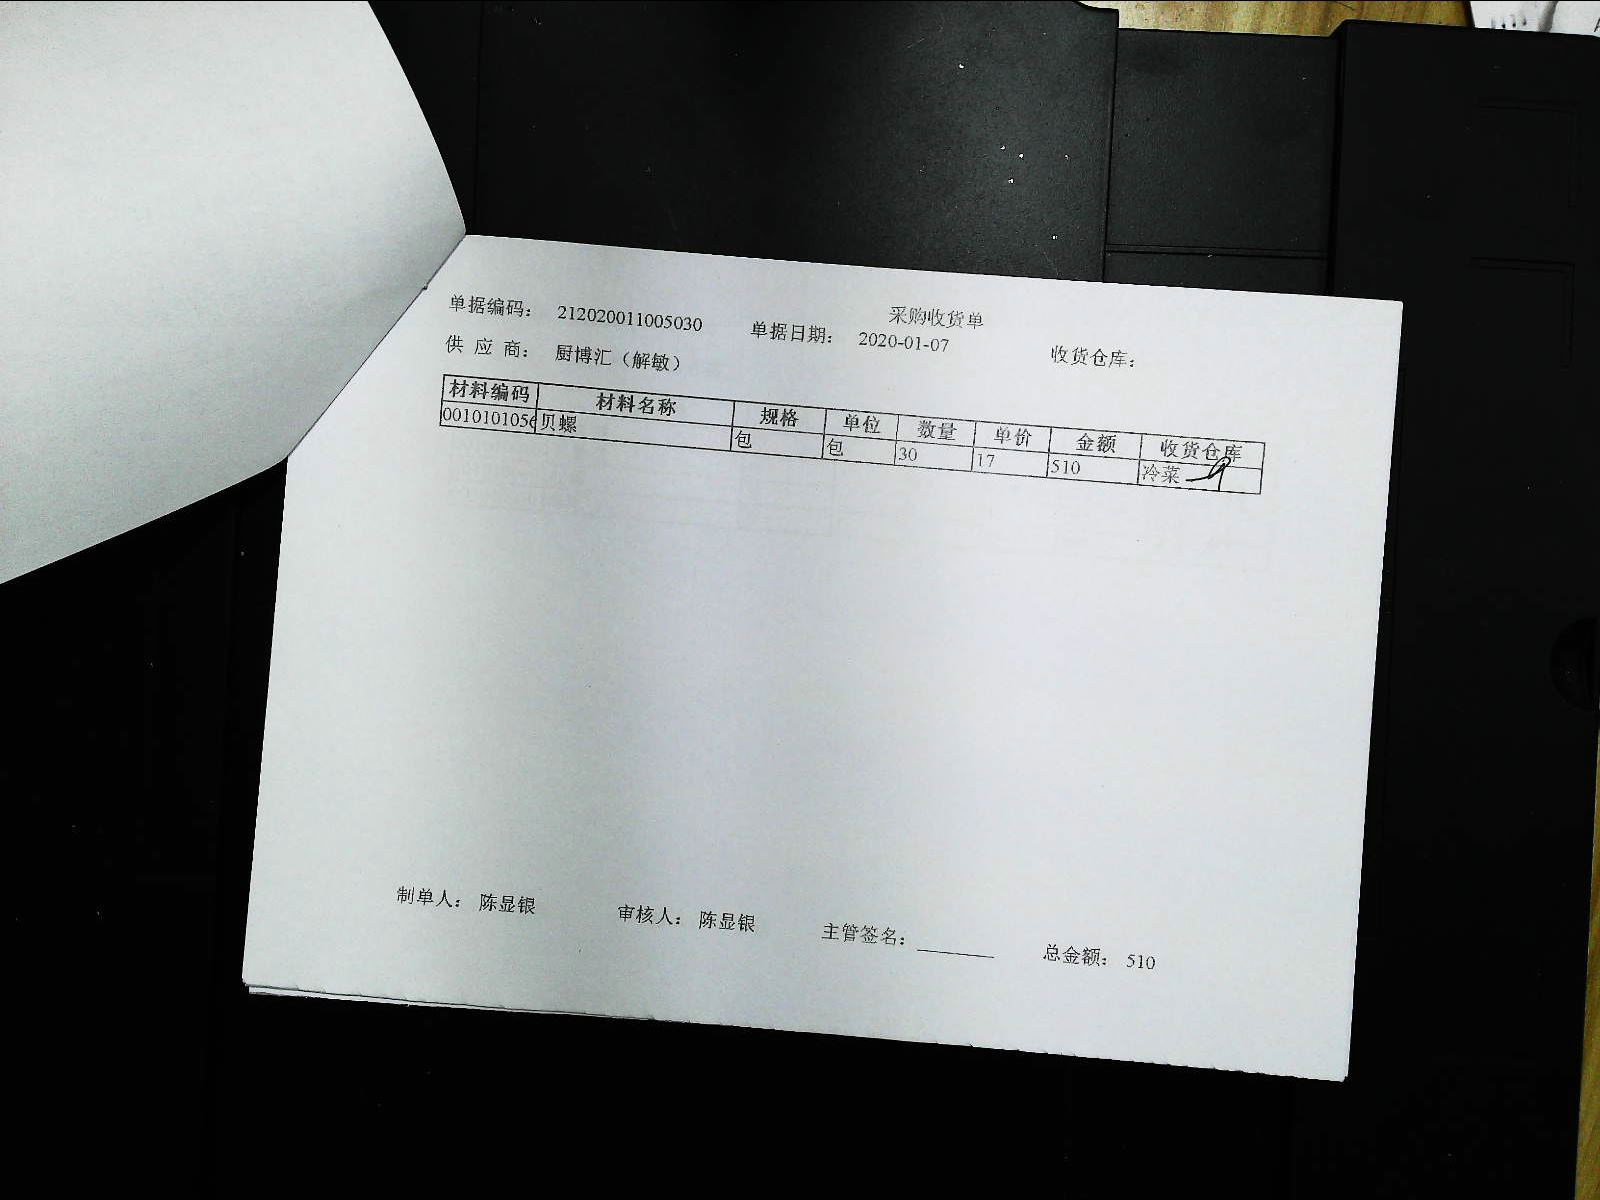 采购收货单
单据编码： 212020011005030 单据日期： 2020-01-07 收货仓库：
供 应 商： 厨博汇（解敏）
材料编码 材料名称 规格 单位 数量 单价 金额 收货仓库
0010101056 贝螺 包 包 30 17 510 冷菜
制单人： 陈显银 审核人： 陈显银 主管签名： 总金额： 510